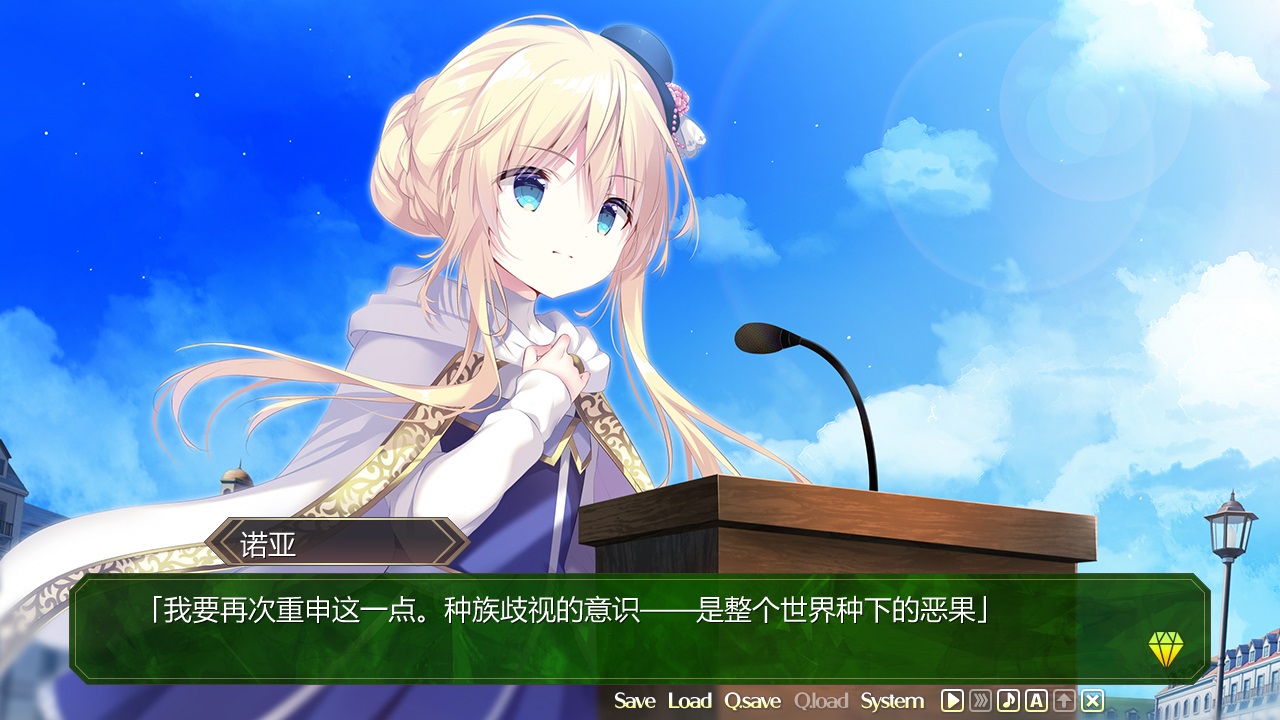 诺亚
「我要再次重申这一点。种族歧视的意识——是整个世界种下的恶果」
Save Load Q.save Q.load System A